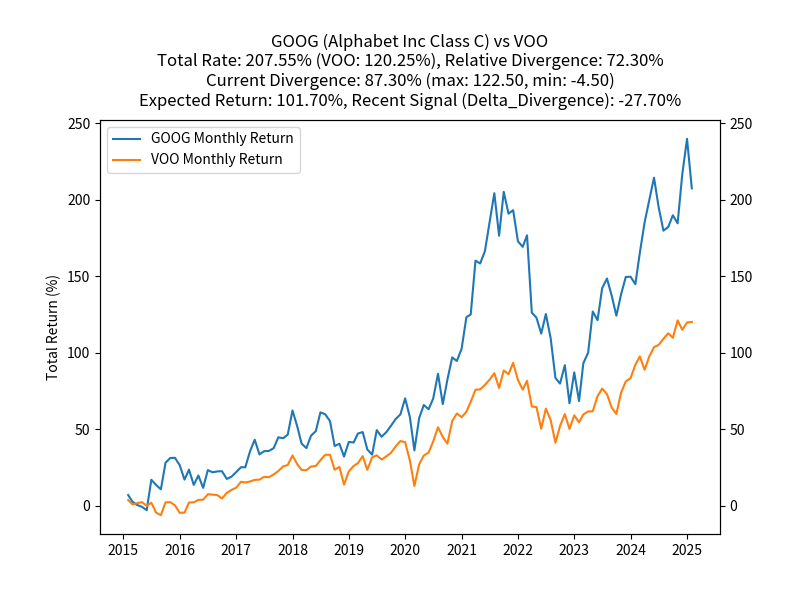 GOOG (Alphabet Inc Class C) vs VOO
Total Rate: 207.55% (VOO: 120.25%), Relative Divergence: 72.30%
Current Divergence: 87.30% (max: 122.50, min: -4.50)
Expected Return: 101.70%, Recent Signal (Delta_Divergence): -27.70%
GOOG Monthly Return
VOO Monthly Return
Total Return (%)
250
200
150
100
50
0
250
200
150
100
50
0
2015 2016 2017 2018 2019 2020 2021 2022 2023 2024 2025